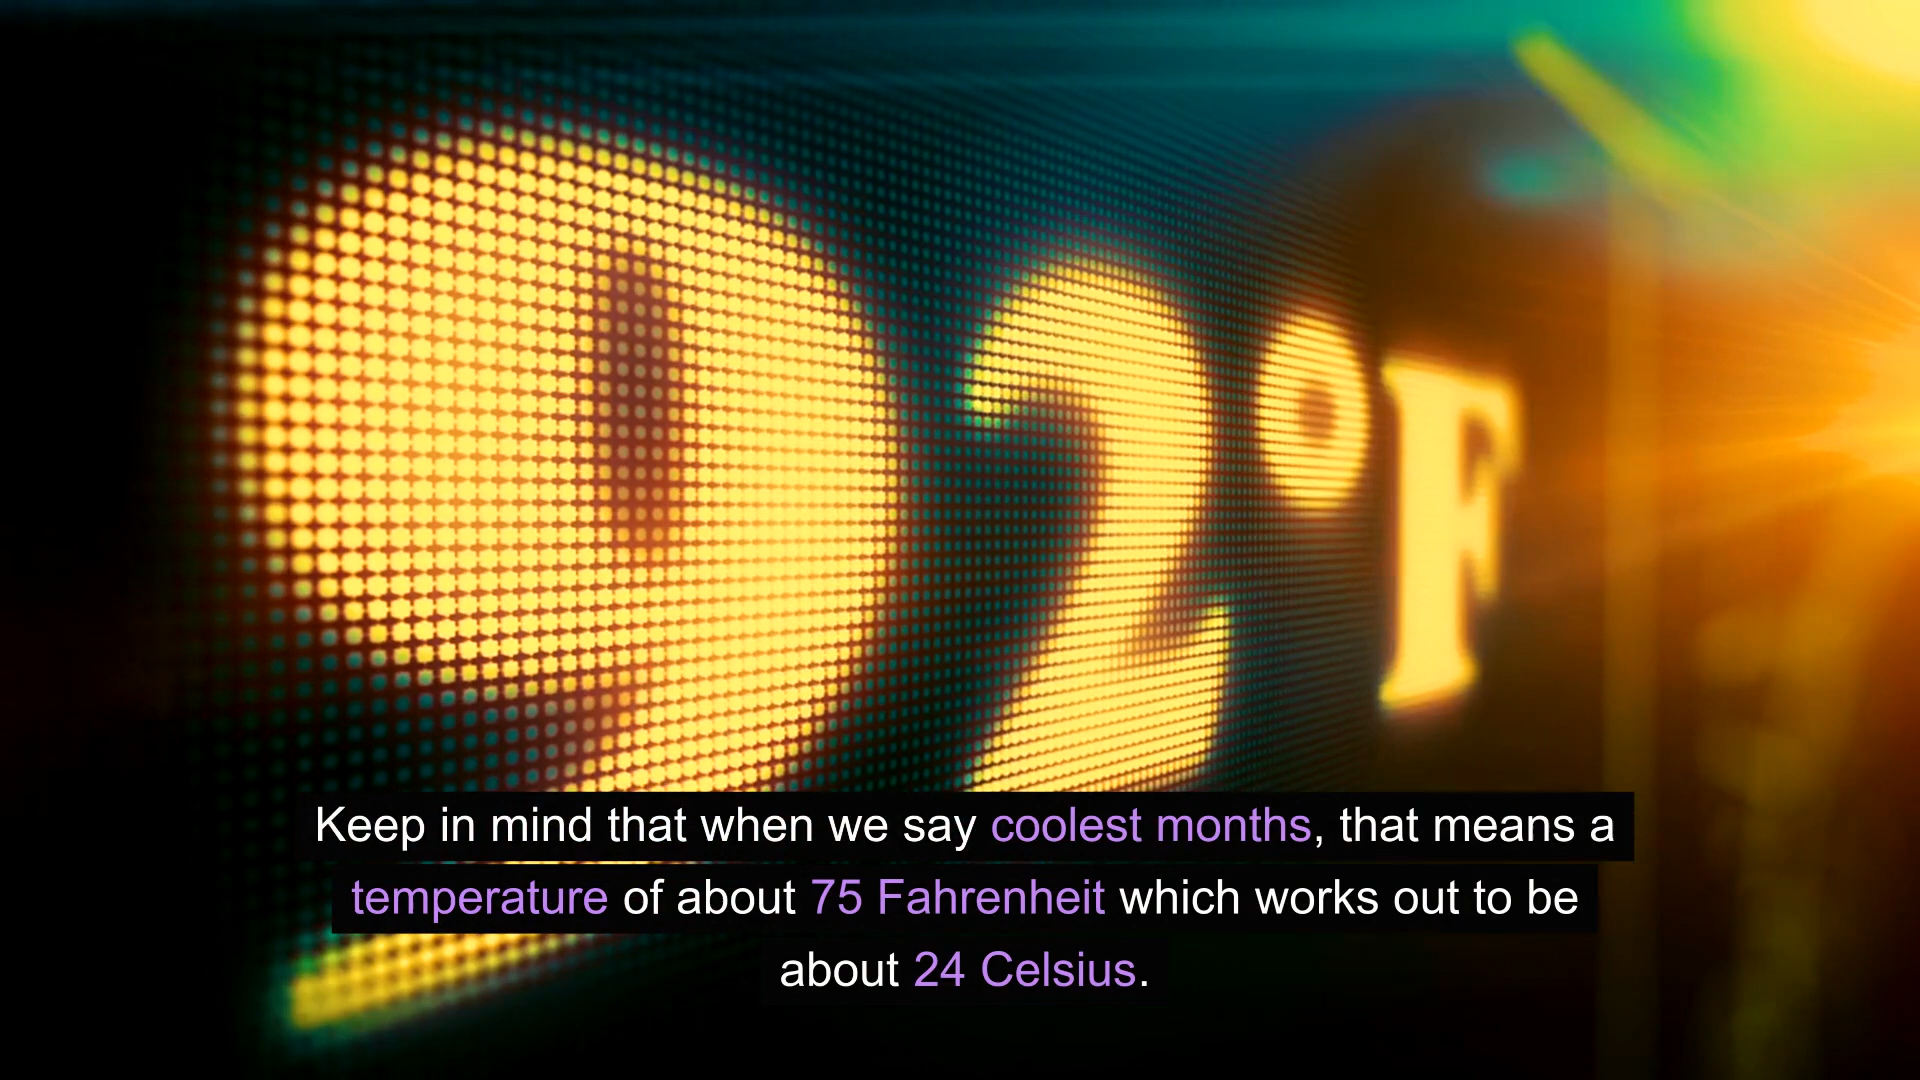 92°F
Keep in mind that when we say coolest months, that means a
temperature of about 75 Fahrenheit which works out to be
about 24 Celsius.